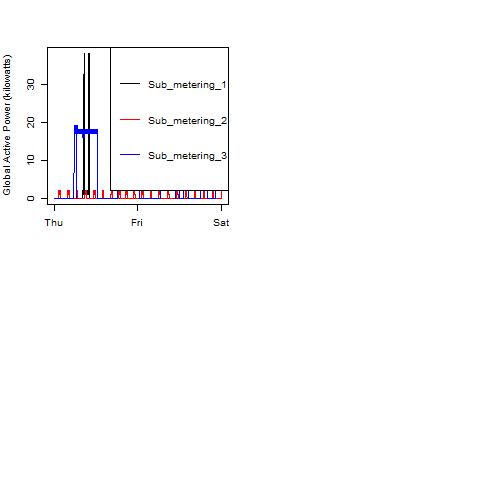 Global Active Power (kilowatts)
30
20
10
0
Sub_metering_1
Sub_metering_2
Sub_metering_3
Thu Fri Sat